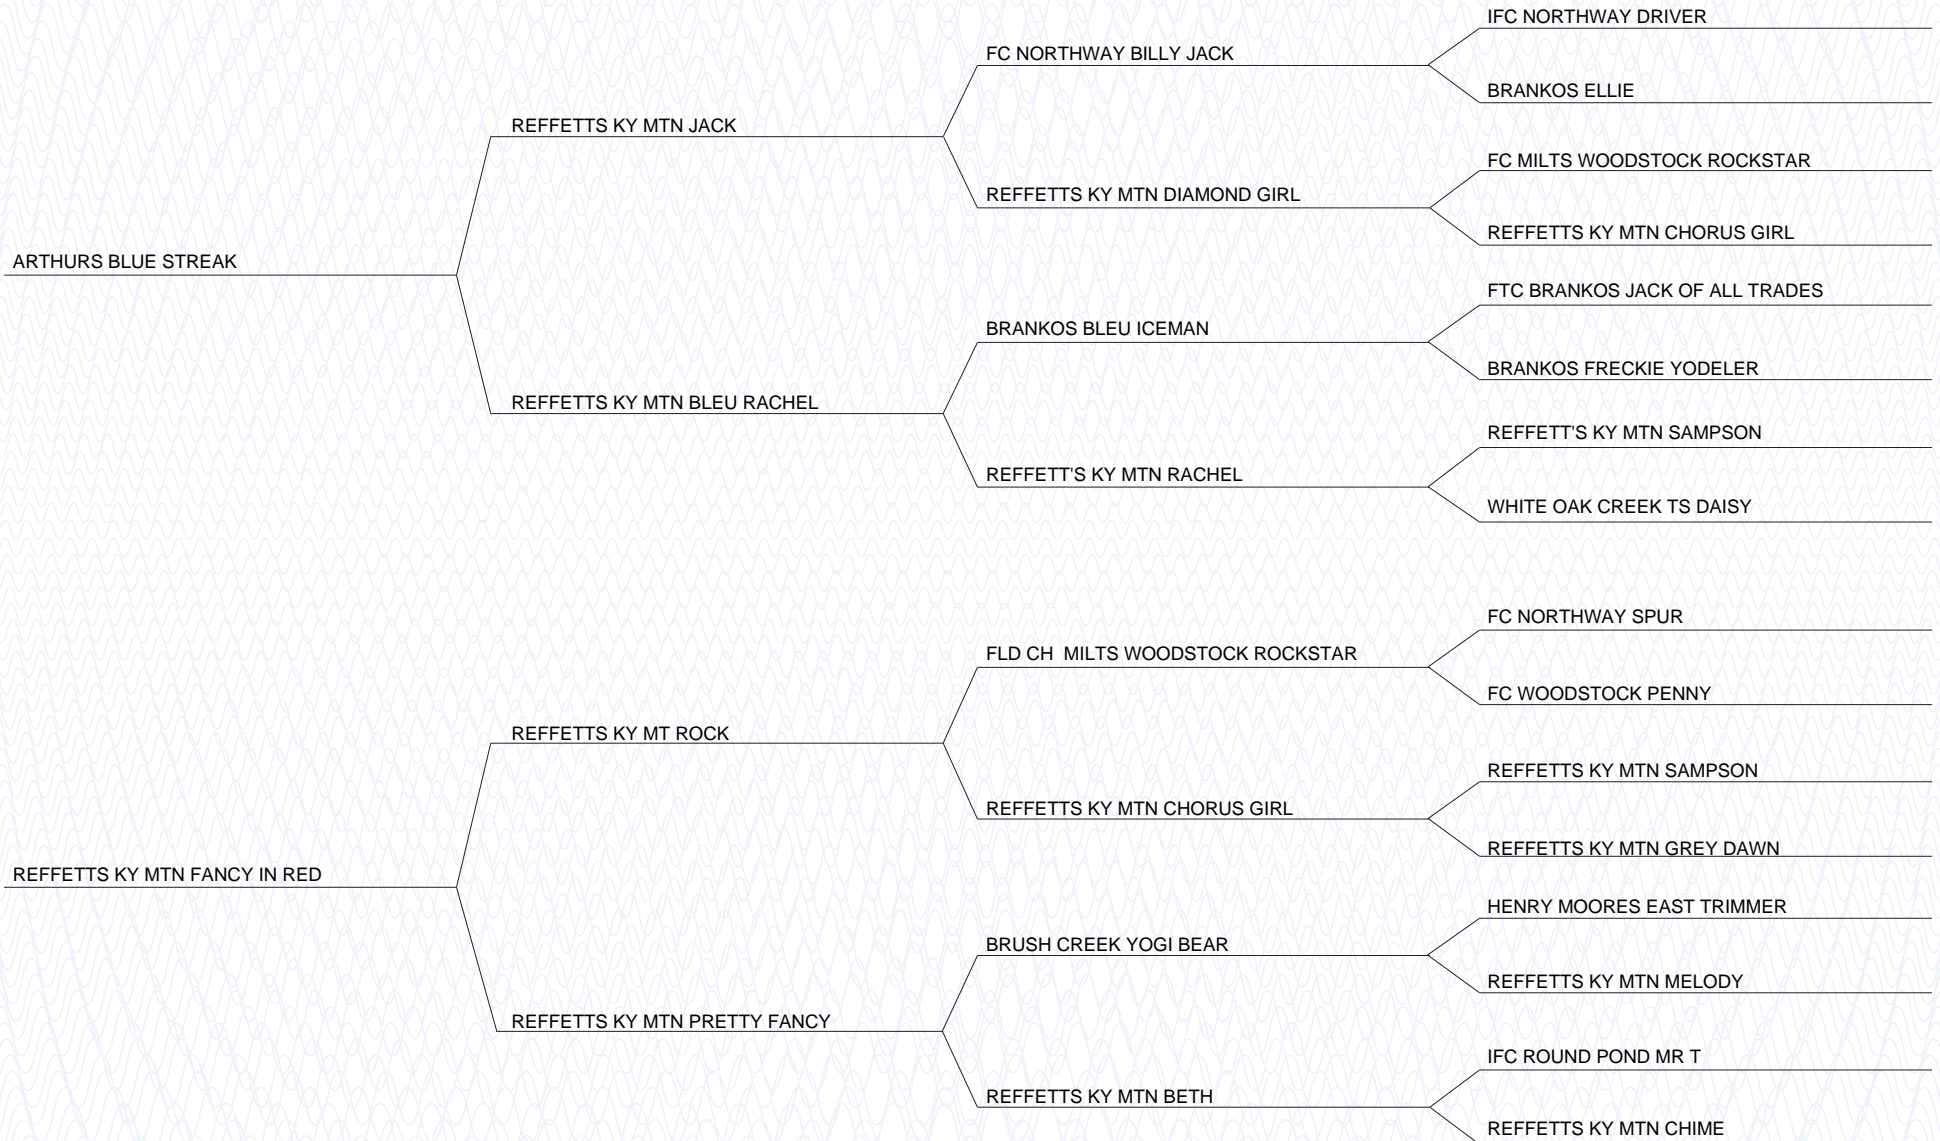 IFC NORTHWAY DRIVER
FC NORTHWAY BILLY JACK
BRANKOS ELLIE
REFFETTS KY MTN JACK
FC MILTS WOODSTOCK ROCKSTAR
REFFETTS KY MTN DIAMOND GIRL
REFFETTS KY MTN CHORUS GIRL
ARTHURS BLUE STREAK
FTC BRANKOS JACK OF ALL TRADES
BRANKOS BLEU ICEMAN
BRANKOS FRECKIE YODELER
REFFETTS KY MTN BLEU RACHEL
REFFETT'S KY MTN SAMPSON
REFFETT'S KY MTN RACHEL
WHITE OAK CREEK TS DAISY
FC NORTHWAY SPUR
FLD CH  MILTS WOODSTOCK ROCKSTAR
FC WOODSTOCK PENNY
REFFETTS KY MT ROCK
REFFETTS KY MTN SAMPSON
REFFETTS KY MTN CHORUS GIRL
REFFETTS KY MTN GREY DAWN
REFFETTS KY MTN FANCY IN RED
HENRY MOORES EAST TRIMMER
BRUSH CREEK YOGI BEAR
REFFETTS KY MTN MELODY
REFFETTS KY MTN PRETTY FANCY
IFC ROUND POND MR T
REFFETTS KY MTN BETH
REFFETTS KY MTN CHIME